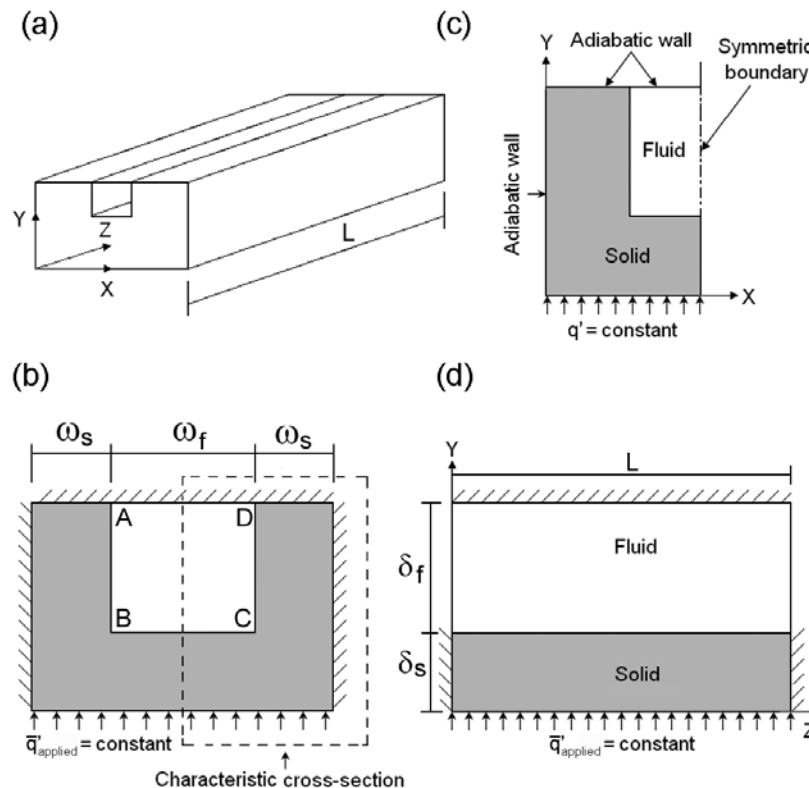 (a)
Y
Z
X
L
(c)
Y
Adiabatic wall
Symmetric
boundary
Adiabatic wall
Fluid
Solid
X
q' = constant
(b)
ωs ωf ωs
A D
B C
q̄'applied = constant
Characteristic cross-section
(d)
Y
L
δf
Fluid
δs
Solid
Z
q̄'applied = constant